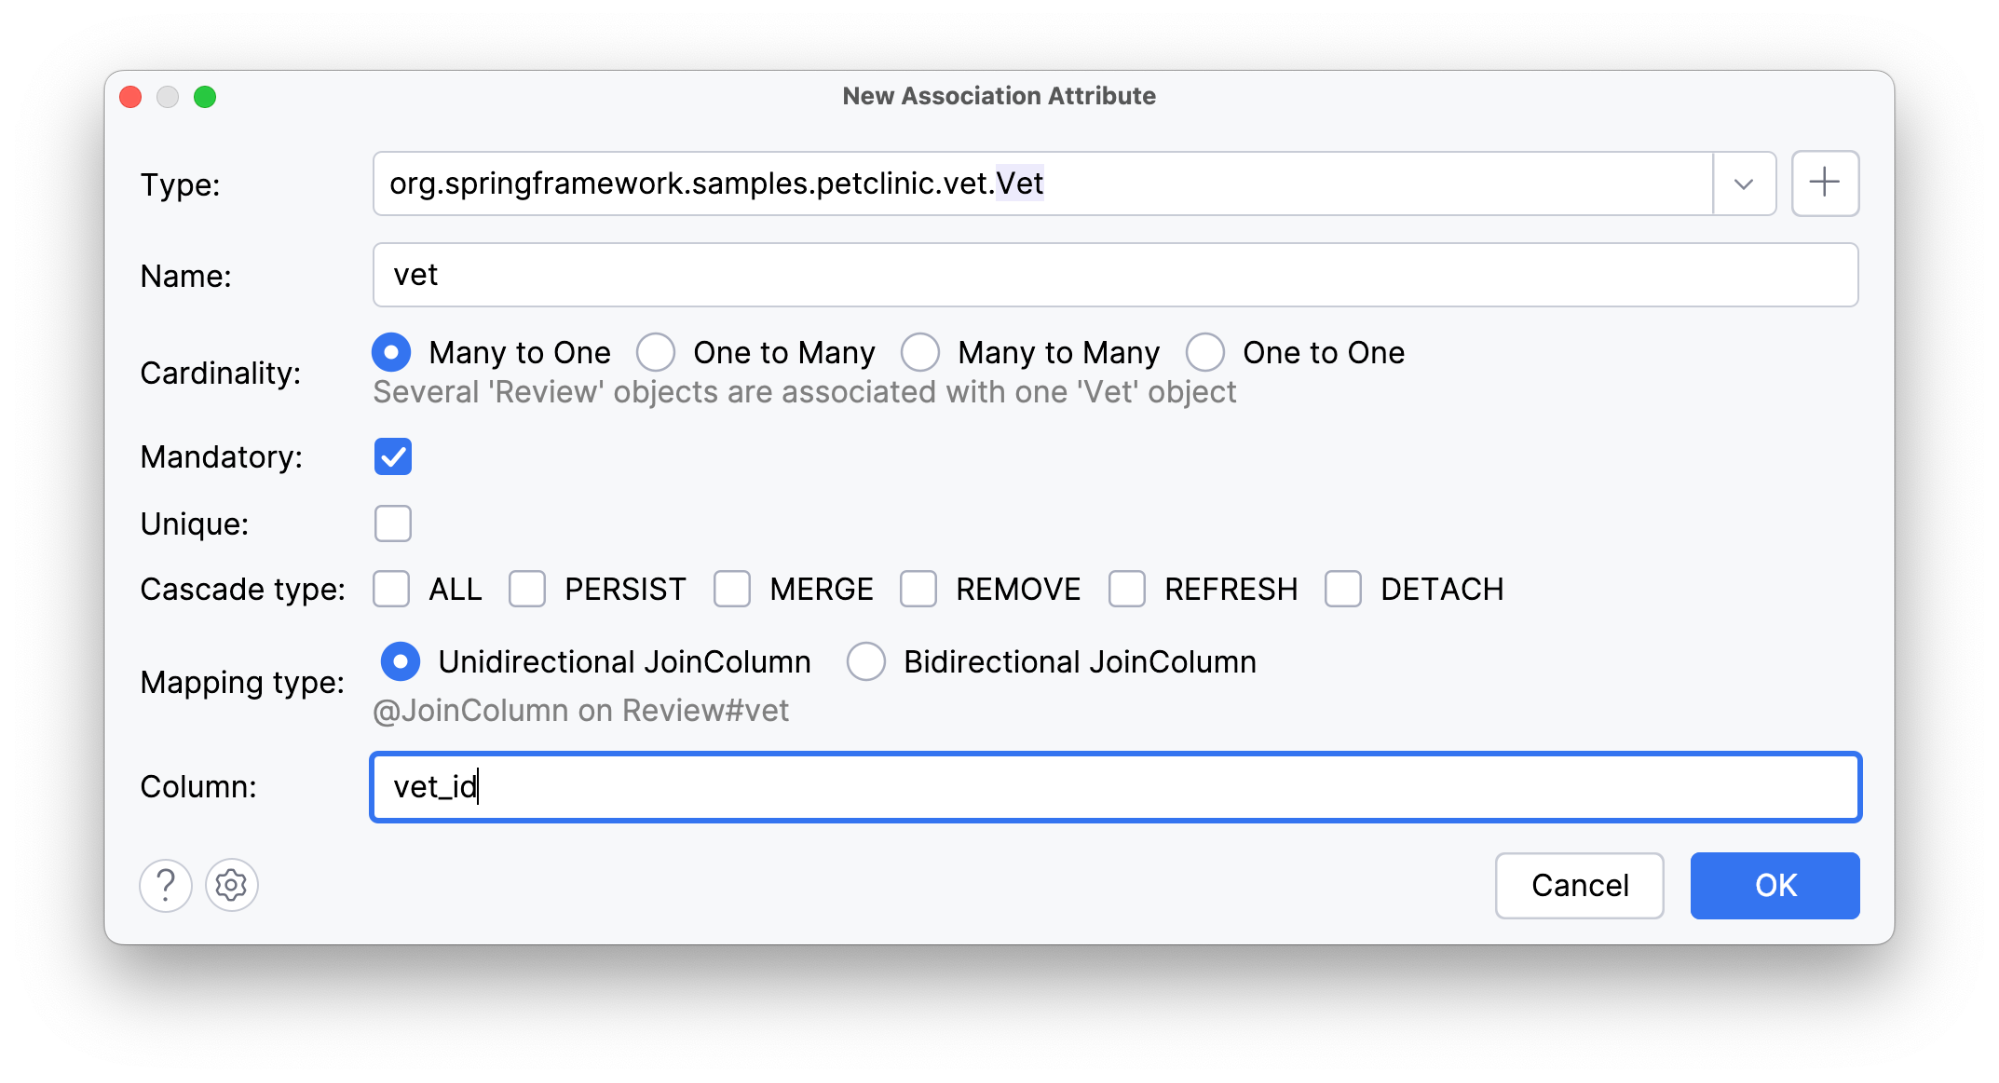 New Association Attribute
Type: org.springframework.samples.petclinic.vet.Vet
Name: vet
Cardinality: Many to One One to Many Many to Many One to One
Several 'Review' objects are associated with one 'Vet' object
Mandatory:
Unique:
Cascade type: ALL PERSIST MERGE REMOVE REFRESH DETACH
Mapping type: Unidirectional JoinColumn Bidirectional JoinColumn
@JoinColumn on Review#vet
Column: vet_id
? Cancel OK